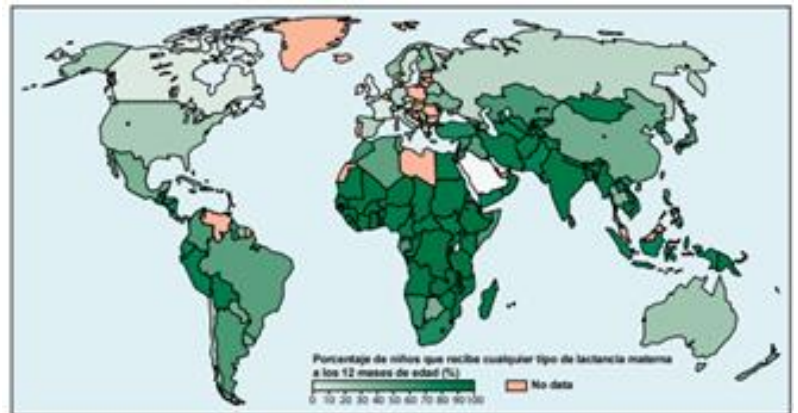 Porcentaje de niños que recibe cualquier tipo de lactancia materna
a los 12 meses de edad (%)
No data
0 10 20 30 40 50 60 70 80 90 100